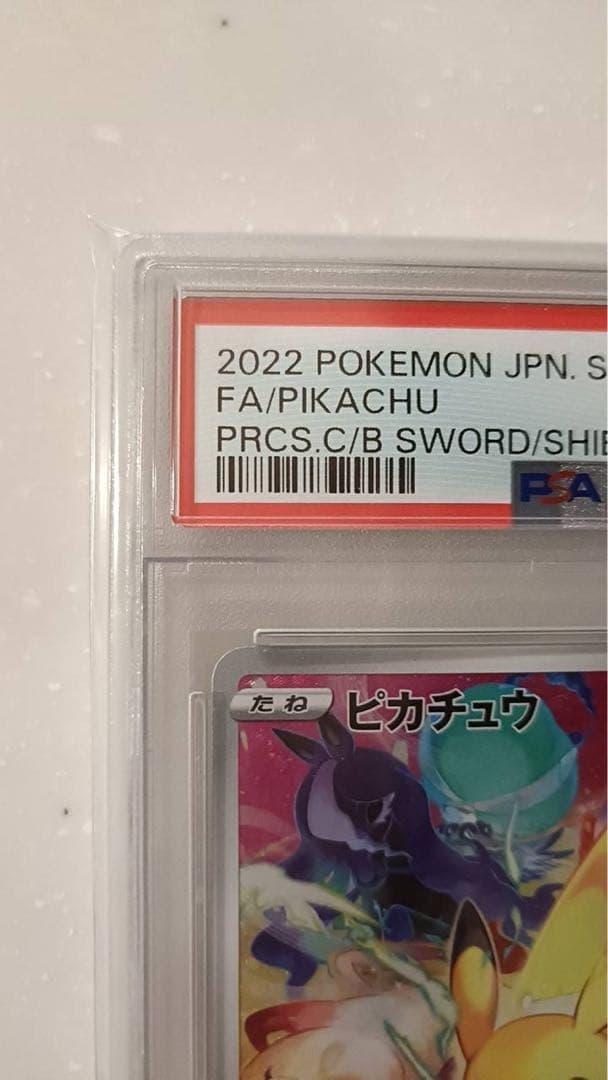 2022 POKEMON JPN. S
FA/PIKACHU
PRCS.C/B SWORD/SHIE
PSA
たね ピカチュウ